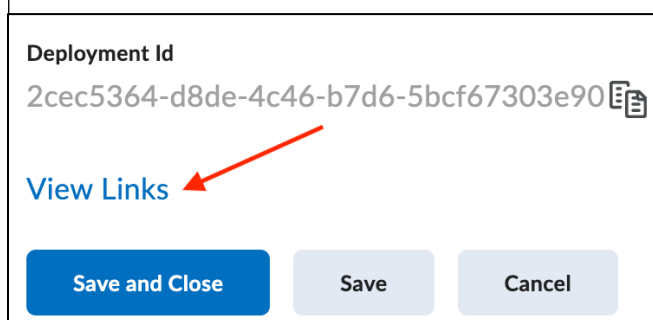 Deployment Id
2cec5364-d8de-4c46-b7d6-5bcf67303e90
View Links
Save and Close Save Cancel